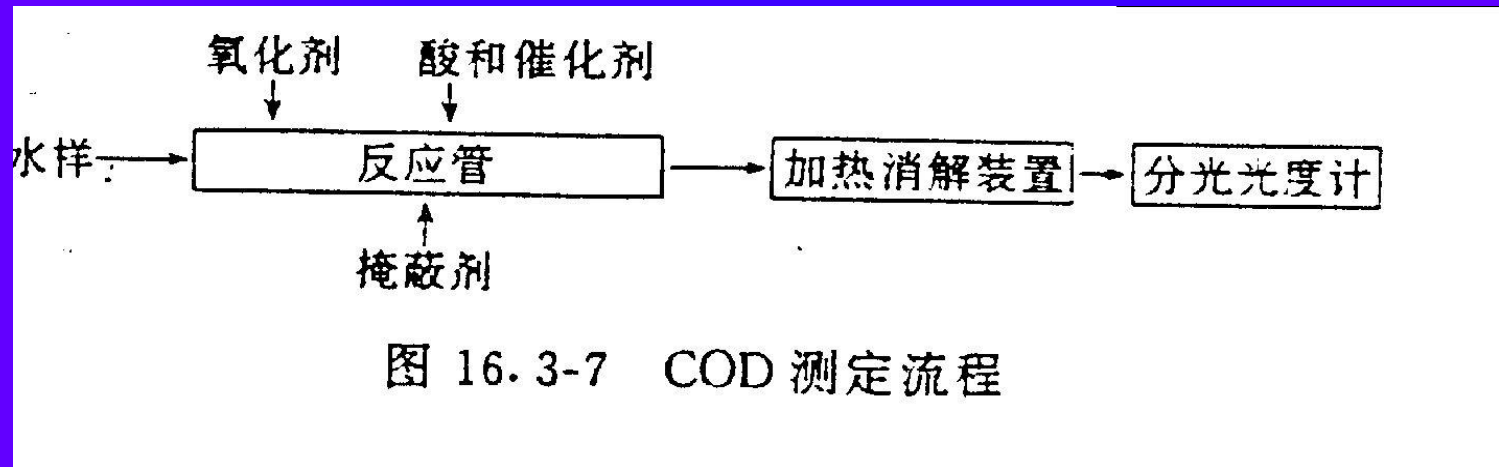 氧化剂 酸和催化剂
水样 反应管 加热消解装置 分光光度计
掩蔽剂
图 16.3-7 COD 测定流程